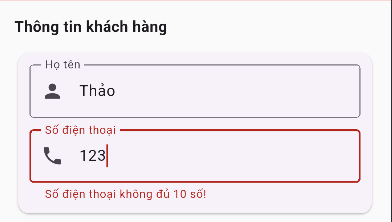 Thông tin khách hàng
Họ tên
Thảo
Số điện thoại
123
Số điện thoại không đủ 10 số!